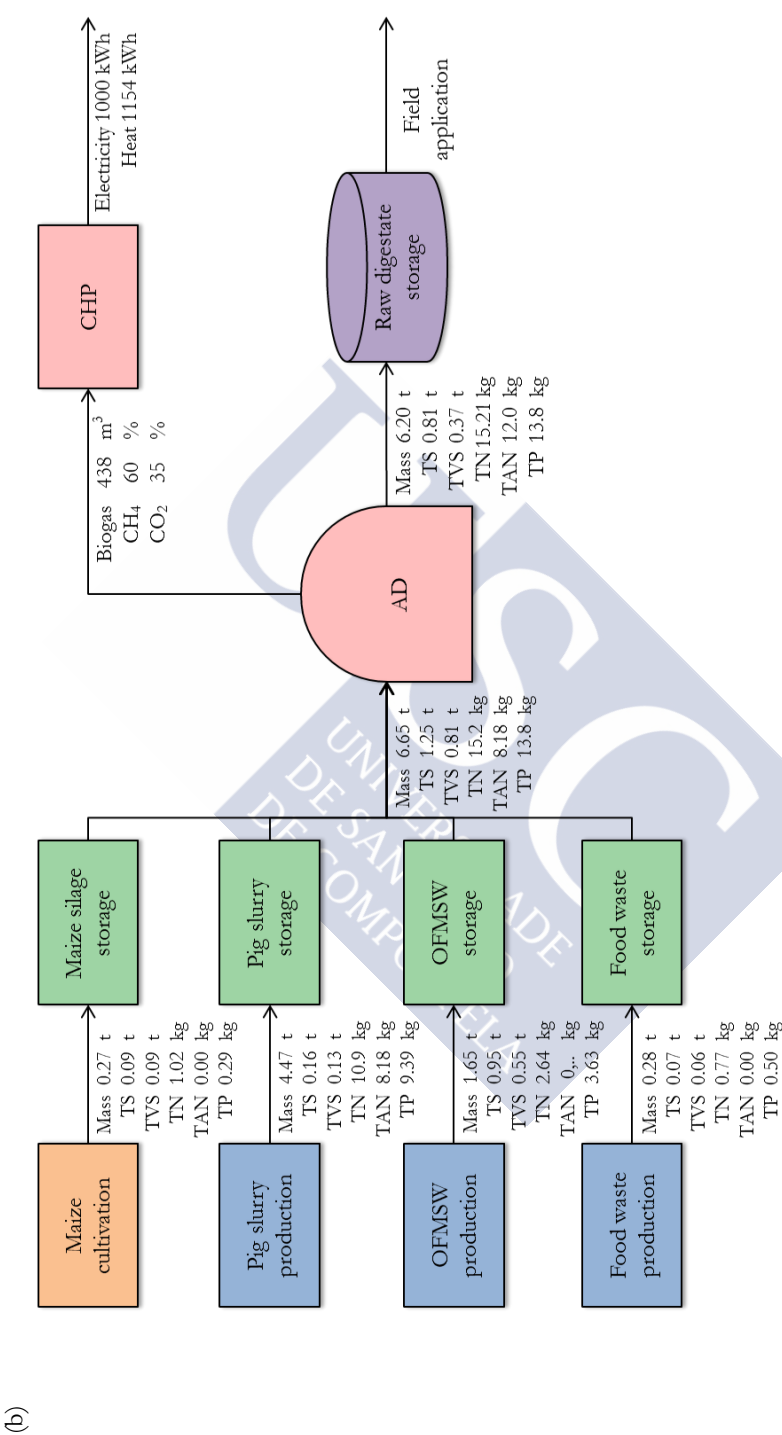 (b)
Maize
cultivation
Mass 0.27 t
TS 0.09 t
TVS 0.09 t
TN 1.02 kg
TAN 0.00 kg
TP 0.29 kg
Maize silage
storage
Pig slurry
production
Mass 4.47 t
TS 0.16 t
TVS 0.13 t
TN 10.9 kg
TAN 8.18 kg
TP 9.39 kg
Pig slurry
storage
OFMSW
production
Mass 1.65 t
TS 0.95 t
TVS 0.55 t
TN 2.64 kg
TAN 0... kg
TP 3.63 kg
OFMSW
storage
Food waste
production
Mass 0.28 t
TS 0.07 t
TVS 0.06 t
TN 0.77 kg
TAN 0.00 kg
TP 0.50 kg
Food waste
storage
Mass 6.65 t
TS 1.25 t
TVS 0.81 t
TN 15.2 kg
TAN 8.18 kg
TP 13.8 kg
AD
Biogas 438 m³
CH₄ 60 %
CO₂ 35 %
CHP
Electricity 1000 kWh
Heat 1154 kWh
Mass 6.20 t
TS 0.81 t
TVS 0.37 t
TN 15.21 kg
TAN 12.0 kg
TP 13.8 kg
Raw digestate
storage
Field
application
USC